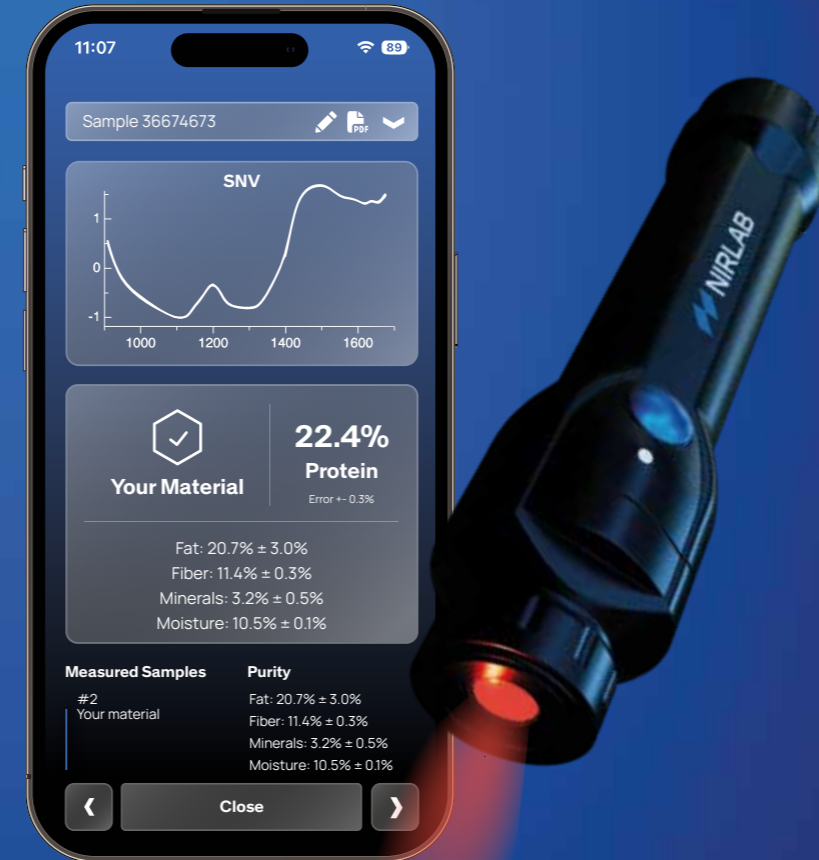 11:07
89
Sample 36674673
PDF
SNV
1
0
-1
1000 1200 1400 1600
Your Material
22.4%
Protein
Error +- 0.3%
Fat: 20.7% ± 3.0%
Fiber: 11.4% ± 0.3%
Minerals: 3.2% ± 0.5%
Moisture: 10.5% ± 0.1%
Measured Samples
#2
Your material
Purity
Fat: 20.7% ± 3.0%
Fiber: 11.4% ± 0.3%
Minerals: 3.2% ± 0.5%
Moisture: 10.5% ± 0.1%
Close
NIRLAB